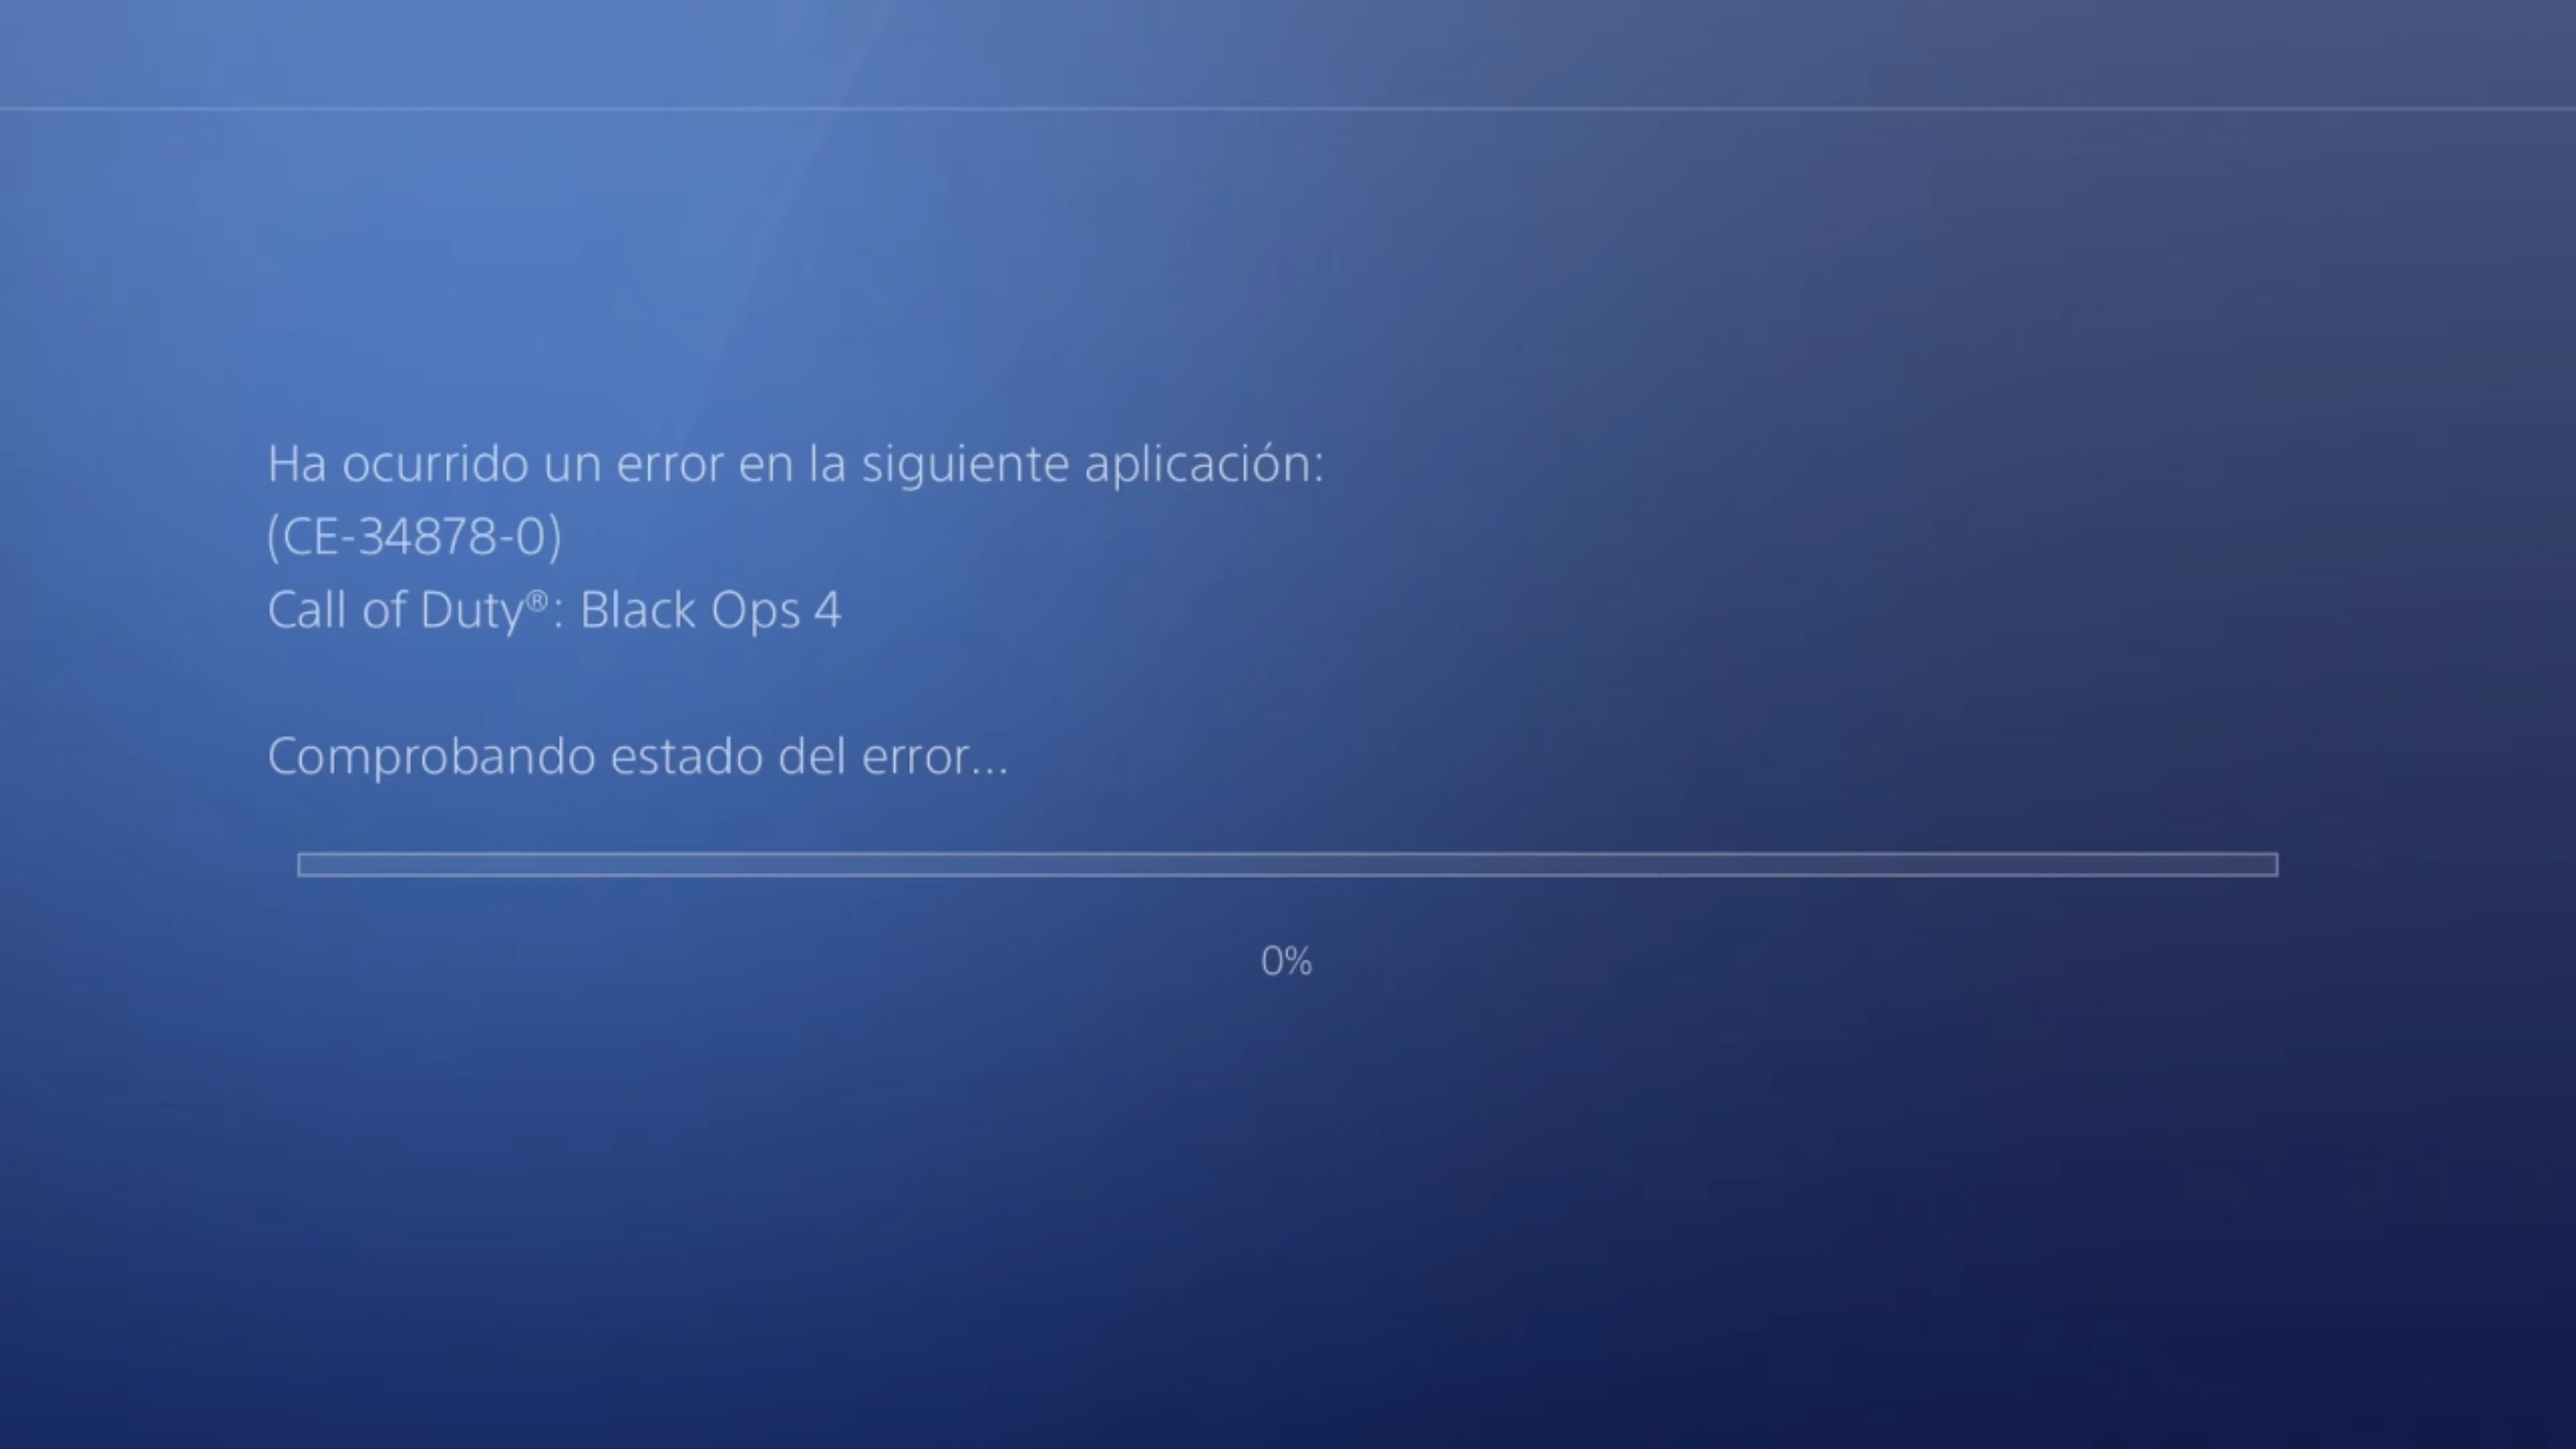 Ha ocurrido un error en la siguiente aplicación:
(CE-34878-0)
Call of Duty®: Black Ops 4
Comprobando estado del error...
0%